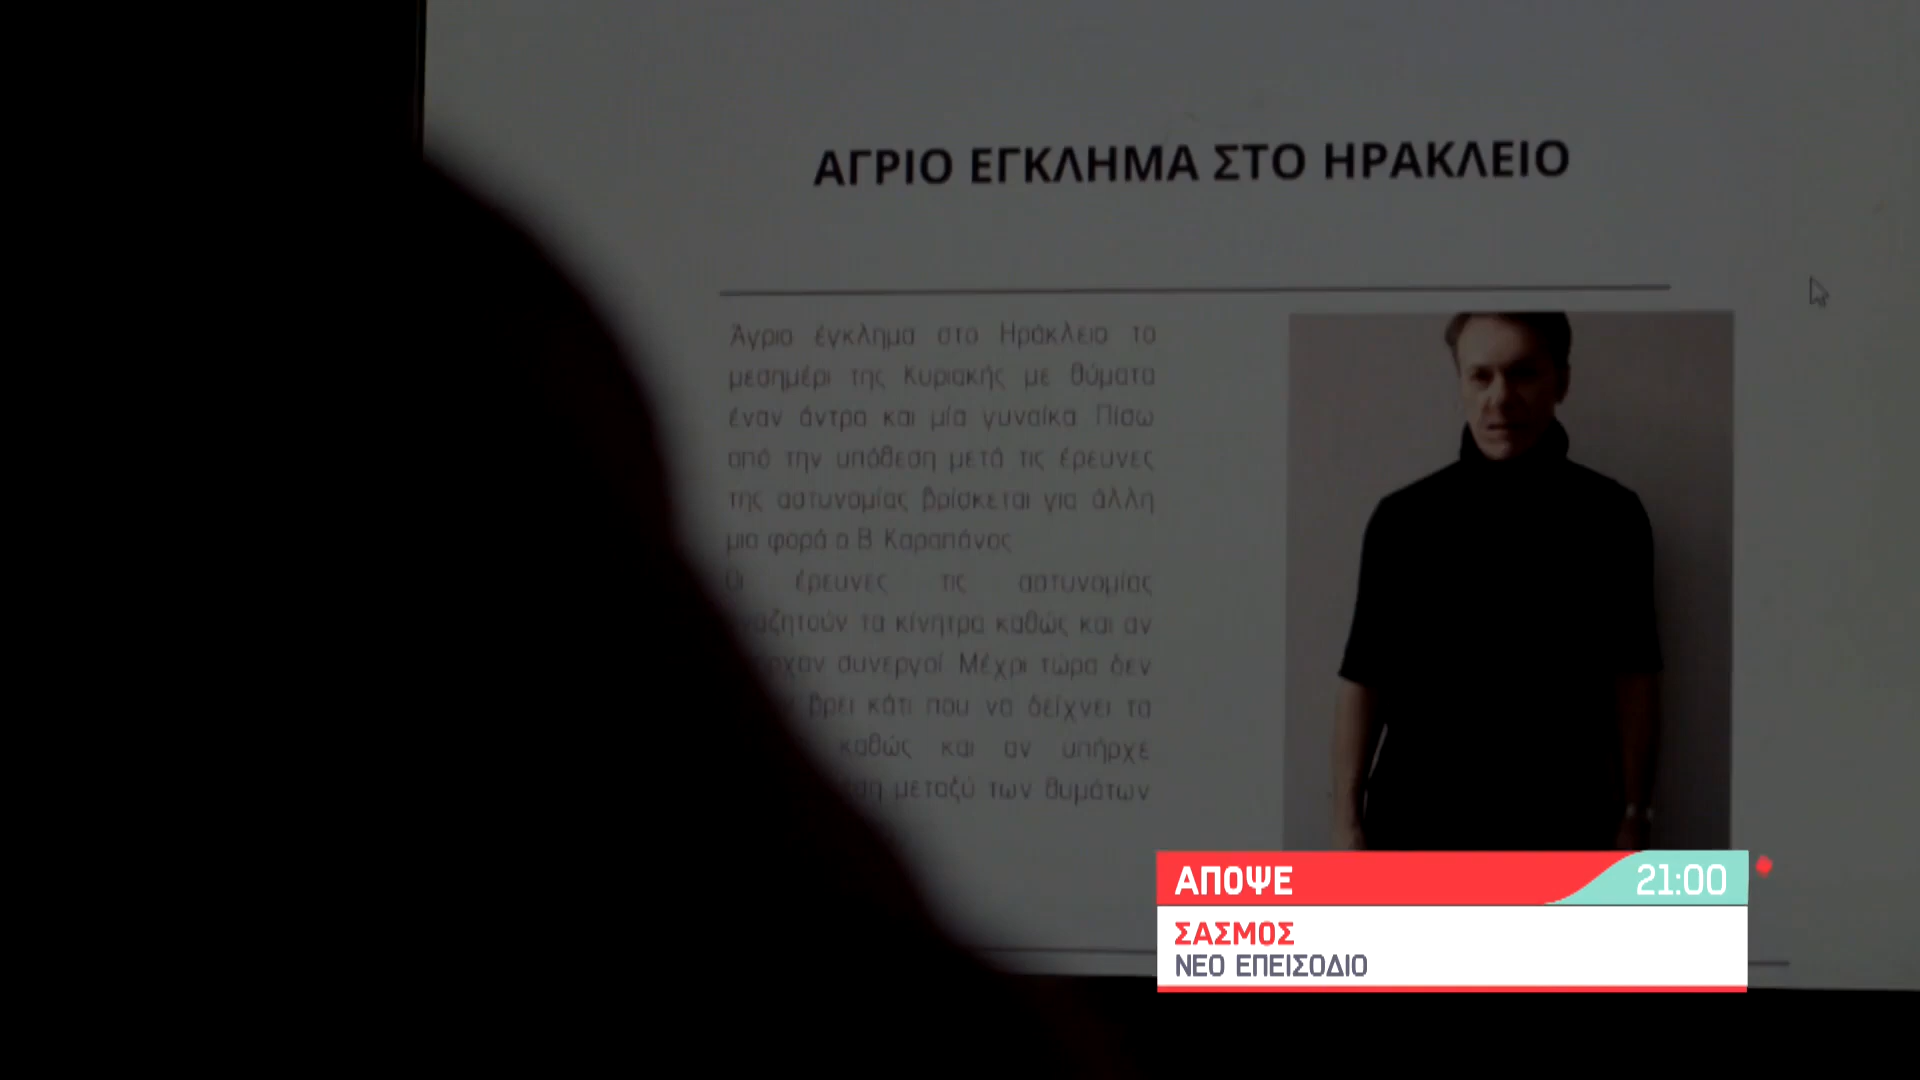 ΑΓΡΙΟ ΕΓΚΛΗΜΑ ΣΤΟ ΗΡΑΚΛΕΙΟ
Άγριο έγκλημα στο Ηράκλειο το
μεσημέρι της Κυριακής με θύματα
έναν άντρα και μία γυναίκα. Πίσω
από την υπόθεση μετά τις έρευνες
της αστυνομίας βρίσκεται για άλλη
μια φορά ο Β. Καραπάνος
Οι έρευνες τις αστυνομίας
τα κίνητρα καθώς και αν
συνεργοί. Μέχρι τώρα δεν
βρει κάτι που να δείχνει τα
καθώς και αν υπήρχε
μεταξύ των θυμάτων
ΑΠΟΨΕ 21:00
ΣΑΣΜΟΣ
ΝΕΟ ΕΠΕΙΣΟΔΙΟ